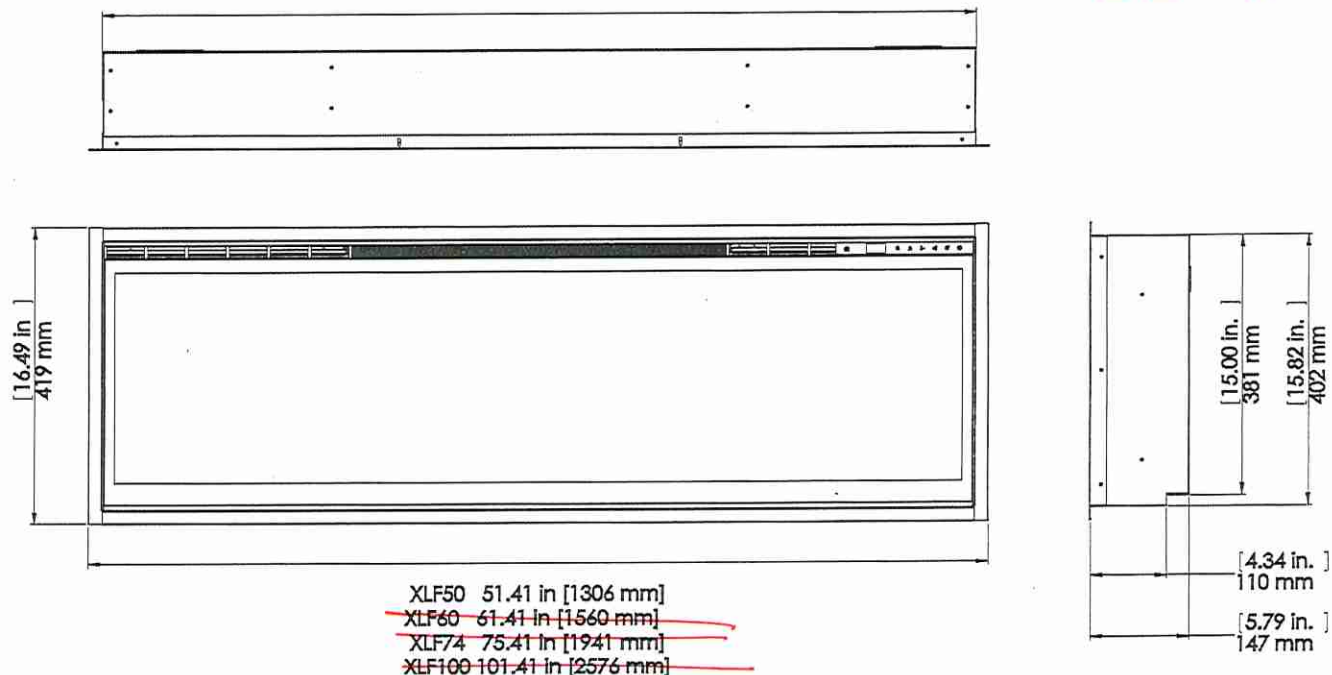 [16.49 in ]
419 mm
[15.00 in. ]
381 mm
[15.82 in. ]
402 mm
[4.34 in. ]
110 mm
[5.79 in. ]
147 mm
XLF50 51.41 in [1306 mm]
XLF60 61.41 in [1560 mm]
XLF74 75.41 in [1941 mm]
XLF100 101.41 in [2576 mm]